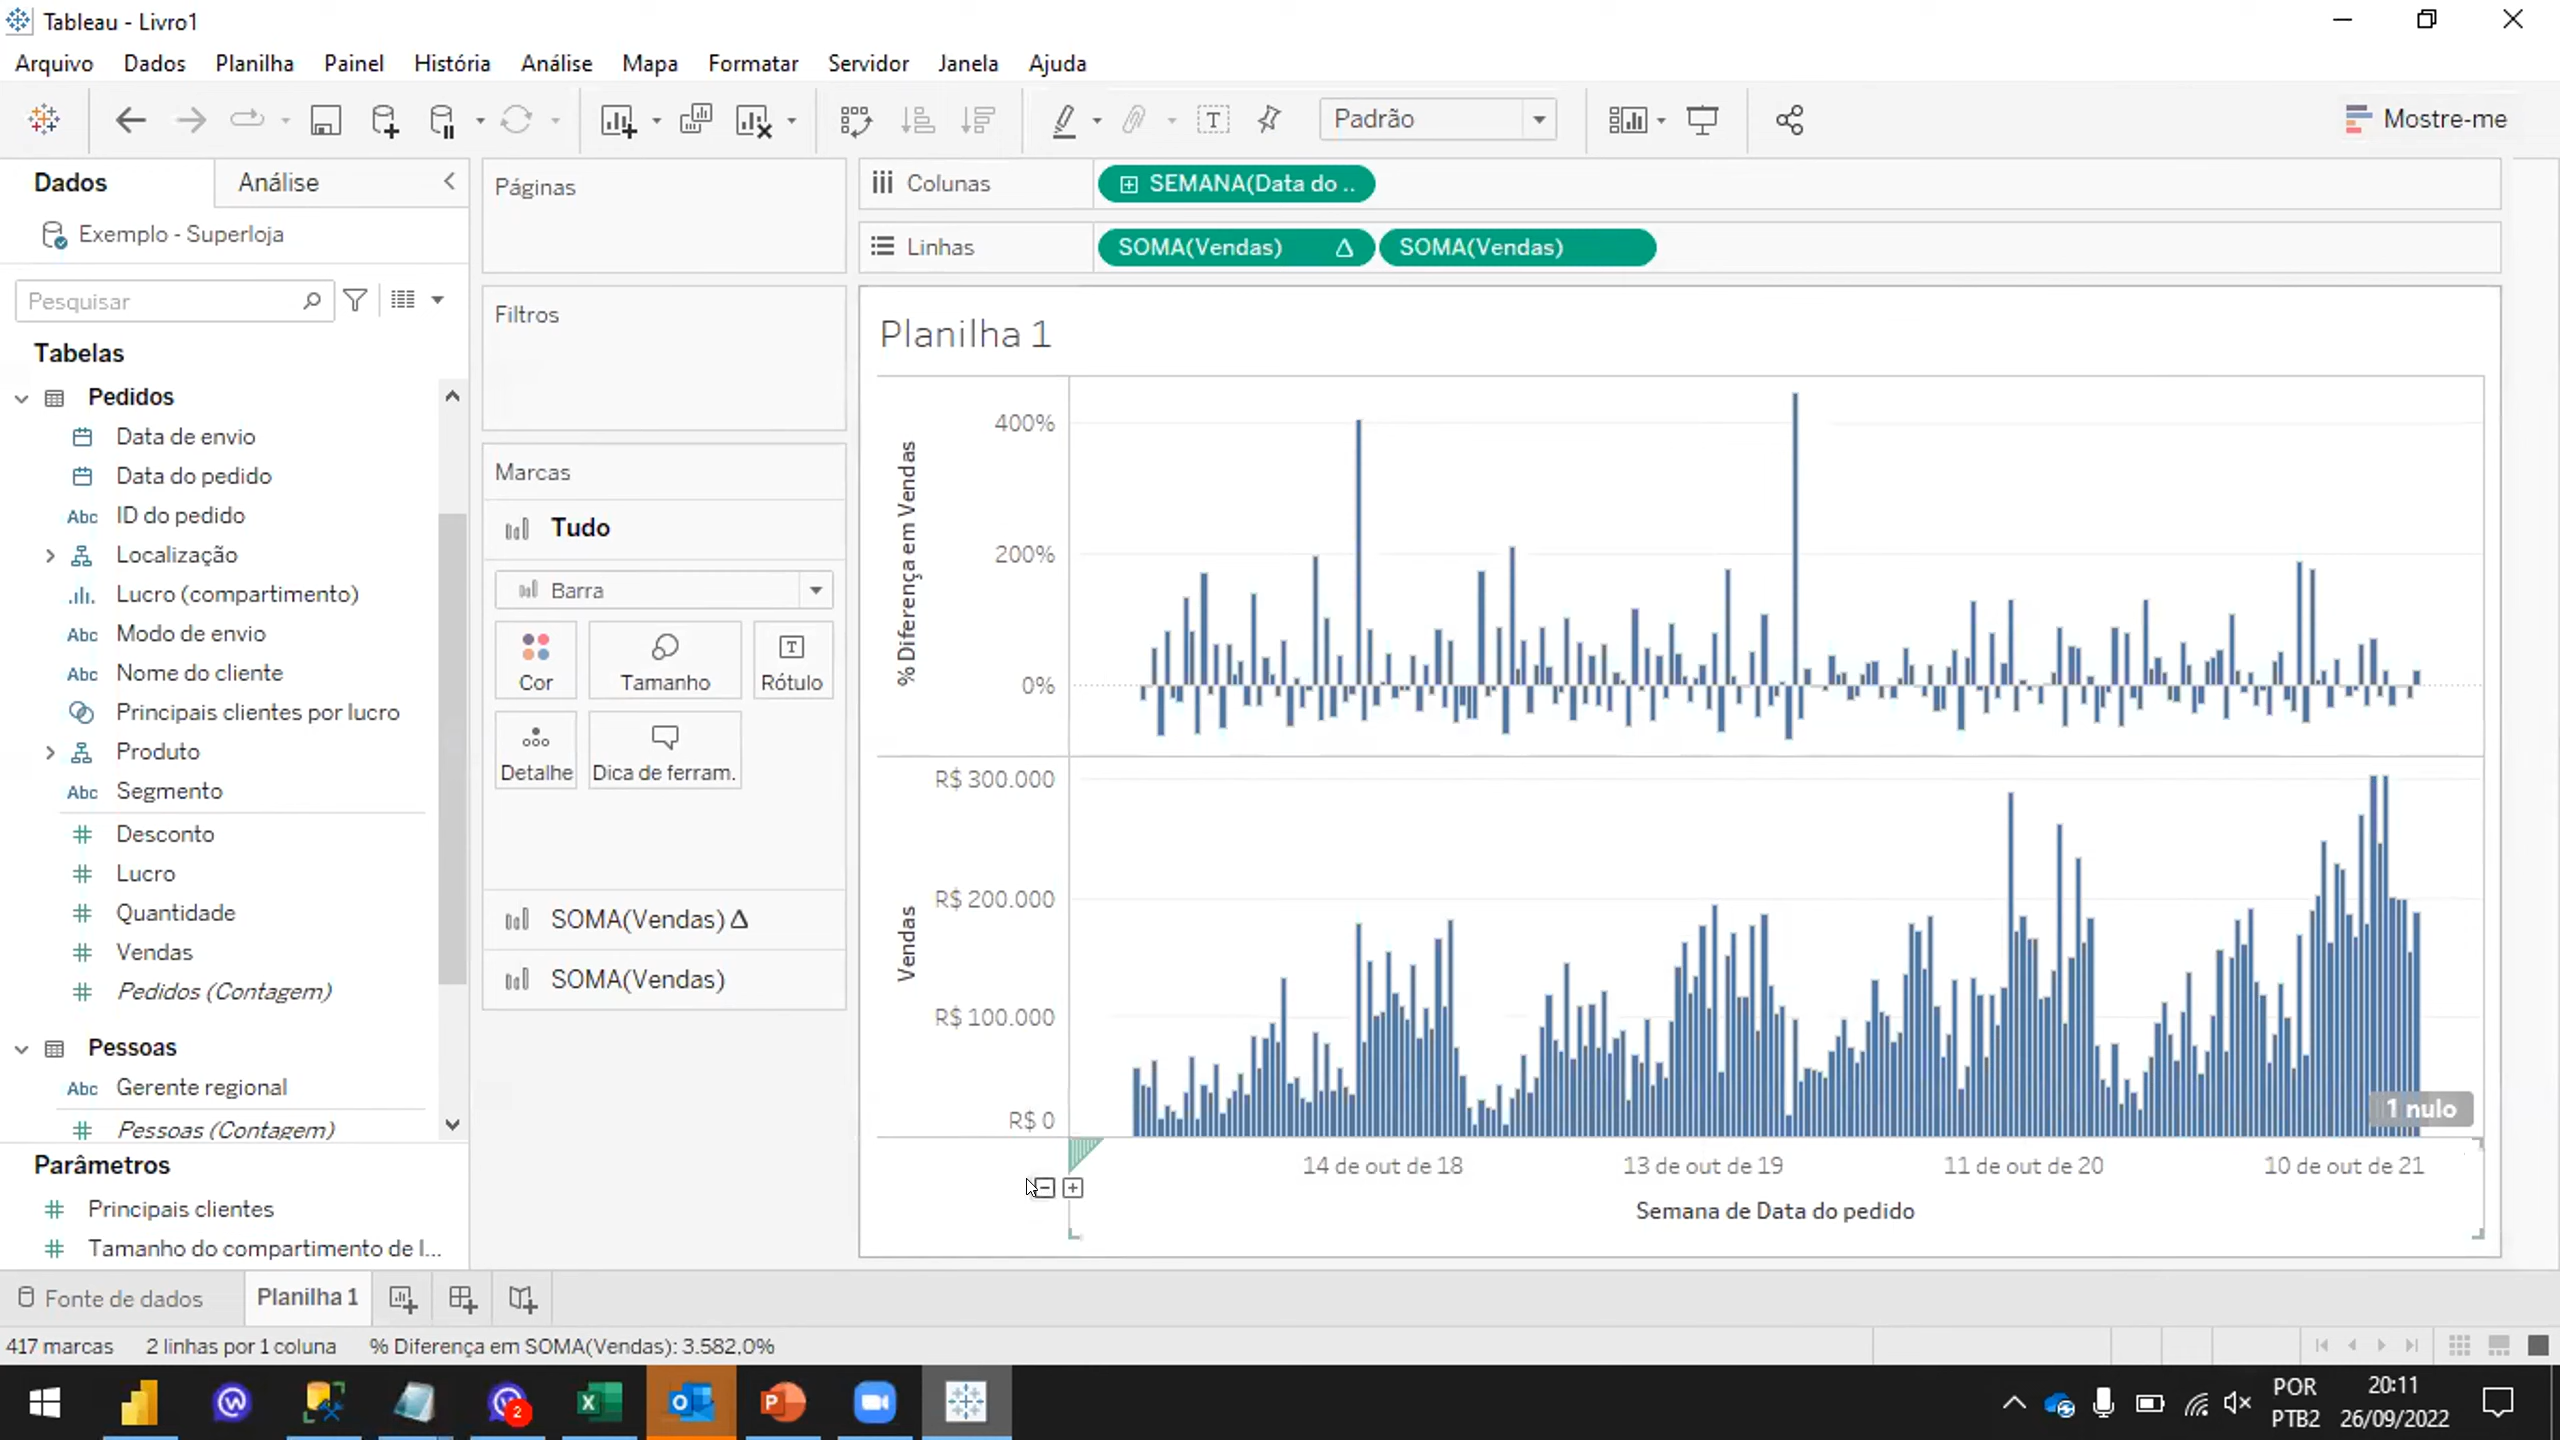 Tableau - Livro1
Arquivo Dados Planilha Painel História Análise Mapa Formatar Servidor Janela Ajuda
Padrão
Mostre-me
Dados Análise
Exemplo - Superloja
Pesquisar
Tabelas
Pedidos
Data de envio
Data do pedido
Abc ID do pedido
Localização
Lucro (compartimento)
Abc Modo de envio
Abc Nome do cliente
Principais clientes por lucro
Produto
Abc Segmento
# Desconto
# Lucro
# Quantidade
# Vendas
# Pedidos (Contagem)
Pessoas
Abc Gerente regional
# Pessoas (Contagem)
Parâmetros
# Principais clientes
# Tamanho do compartimento de l...
Páginas
Filtros
Marcas
Tudo
Barra
Cor Tamanho Rótulo
Detalhe Dica de ferram.
SOMA(Vendas) Δ
SOMA(Vendas)
Colunas SEMANA(Data do ..
Linhas SOMA(Vendas) Δ SOMA(Vendas)
Planilha 1
% Diferença em Vendas
400%
200%
0%
Vendas
R$ 300.000
R$ 200.000
R$ 100.000
R$ 0
1 nulo
14 de out de 18 13 de out de 19 11 de out de 20 10 de out de 21
Semana de Data do pedido
Fonte de dados Planilha 1
417 marcas 2 linhas por 1 coluna % Diferença em SOMA(Vendas): 3.582,0%
2
POR
PTB2
20:11
26/09/2022